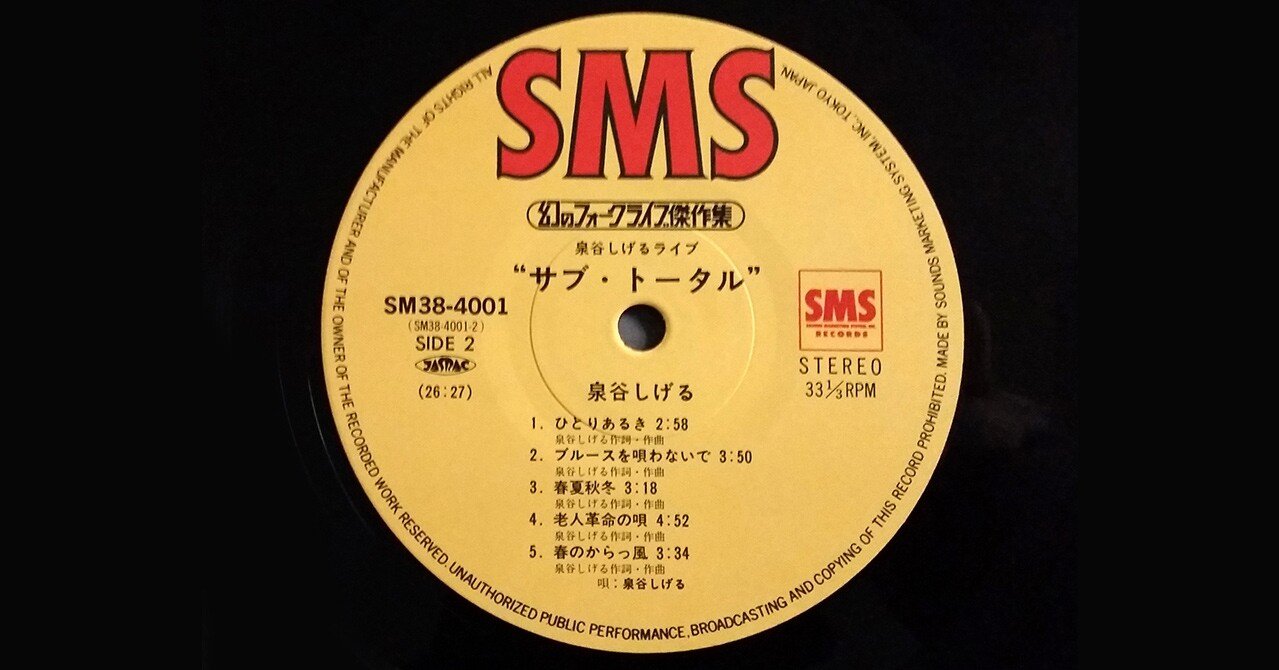 SMS
幻のフォークライブ傑作集
泉谷しげるライブ
“サブ・トータル”
SM38-4001
(SM38-4001-2)
SIDE 2
JASRAC
(26:27)
SMS
RECORDS
STEREO
33 1/3 RPM
泉谷しげる
1. ひとりあるき 2:58
泉谷しげる作詞・作曲
2. ブルースを唄わないで 3:50
泉谷しげる作詞・作曲
3. 春夏秋冬 3:18
泉谷しげる作詞・作曲
4. 老人革命の唄 4:52
泉谷しげる作詞・作曲
5. 春のからっ風 3:34
泉谷しげる作詞・作曲
唄：泉谷しげる
ALL RIGHTS OF THE MANUFACTURER AND OF THE OWNER OF THE RECORDED WORK RESERVED. UNAUTHORIZED PUBLIC PERFORMANCE, BROADCASTING AND COPYING OF THIS RECORD PROHIBITED. MADE BY SOUNDS MARKETING SYSTEM, INC., TOKYO JAPAN.